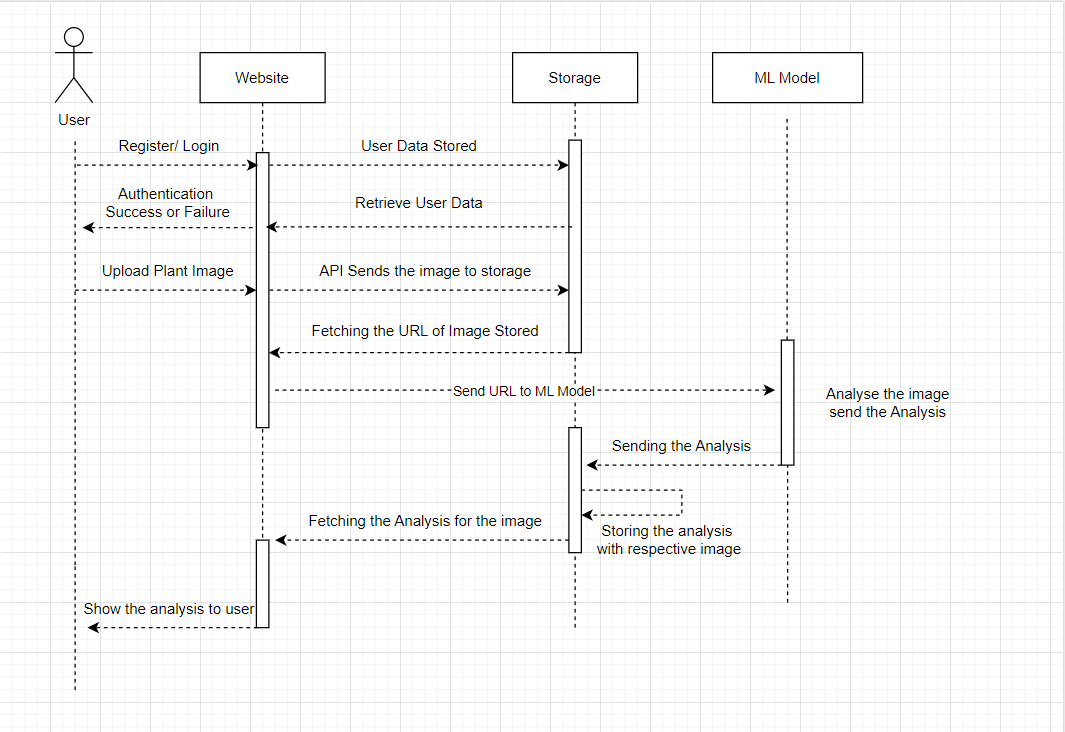 Website
Storage
ML Model
User
Register/ Login
User Data Stored
Authentication
Success or Failure
Retrieve User Data
Upload Plant Image
API Sends the image to storage
Fetching the URL of Image Stored
Send URL to ML Model
Analyse the image
send the Analysis
Sending the Analysis
Fetching the Analysis for the image
Storing the analysis
with respective image
Show the analysis to user